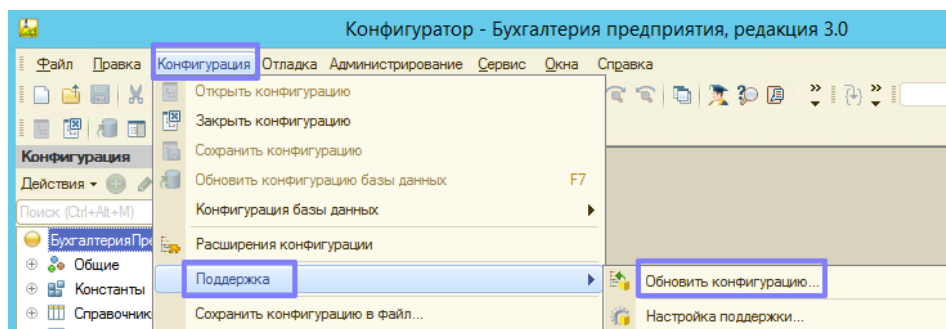 Конфигуратор - Бухгалтерия предприятия, редакция 3.0
Файл Правка Конфигурация Отладка Администрирование Сервис Окна Справка
Открыть конфигурацию
Закрыть конфигурацию
Конфигурация
Сохранить конфигурацию
Действия
Обновить конфигурацию базы данных F7
Поиск (Ctrl+Alt+M)
Конфигурация базы данных
БухгалтерияПре
Расширения конфигурации
Общие
Поддержка
Обновить конфигурацию...
Константы
Справочник
Сохранить конфигурацию в файл...
Настройка поддержки...